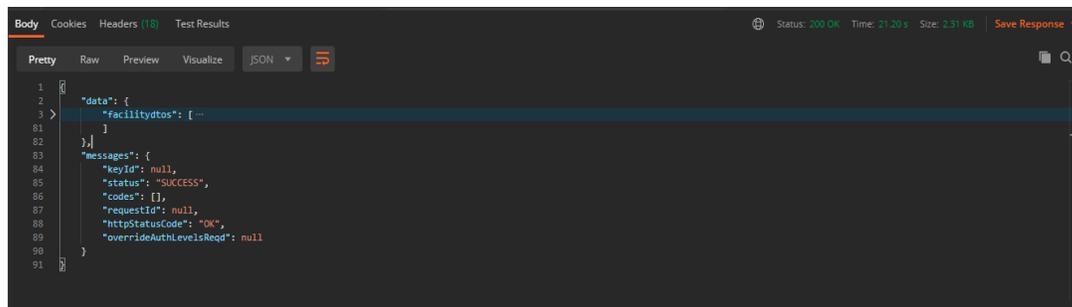 Body Cookies Headers (18) Test Results Status: 200 OK Time: 21.20 s Size: 2.31 KB Save Response
Pretty Raw Preview Visualize JSON
1 {
2 "data": {
3 "facilitydtos": [ ···
81 ]
82 },
83 "messages": {
84 "keyId": null,
85 "status": "SUCCESS",
86 "codes": [],
87 "requestId": null,
88 "httpStatusCode": "OK",
89 "overrideAuthLevelsReqd": null
90 }
91 }